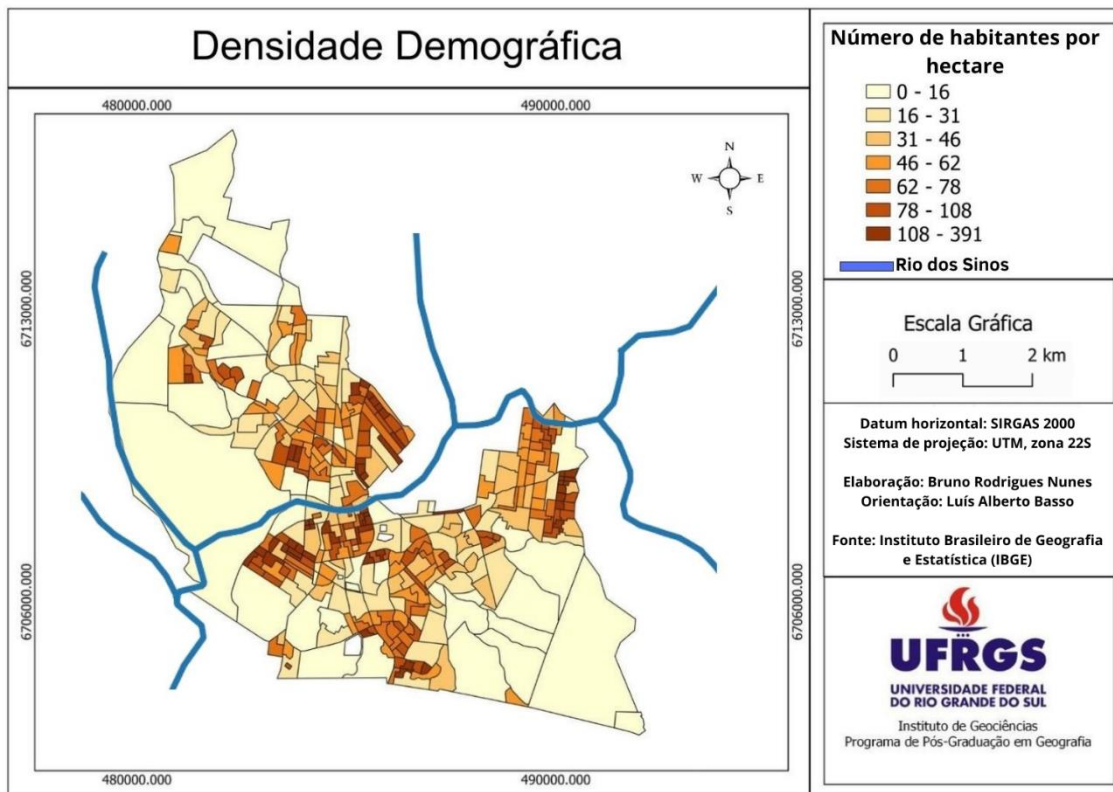 Densidade Demográfica
480000.000
490000.000
6713000.000
6713000.000
N
W
E
S
6706000.000
6706000.000
480000.000
490000.000
Número de habitantes por
hectare
0 - 16
16 - 31
31 - 46
46 - 62
62 - 78
78 - 108
108 - 391
Rio dos Sinos
Escala Gráfica
0 1 2 km
Datum horizontal: SIRGAS 2000
Sistema de projeção: UTM, zona 22S
Elaboração: Bruno Rodrigues Nunes
Orientação: Luís Alberto Basso
Fonte: Instituto Brasileiro de Geografia
e Estatística (IBGE)
UFRGS
UNIVERSIDADE FEDERAL
DO RIO GRANDE DO SUL
Instituto de Geociências
Programa de Pós-Graduação em Geografia